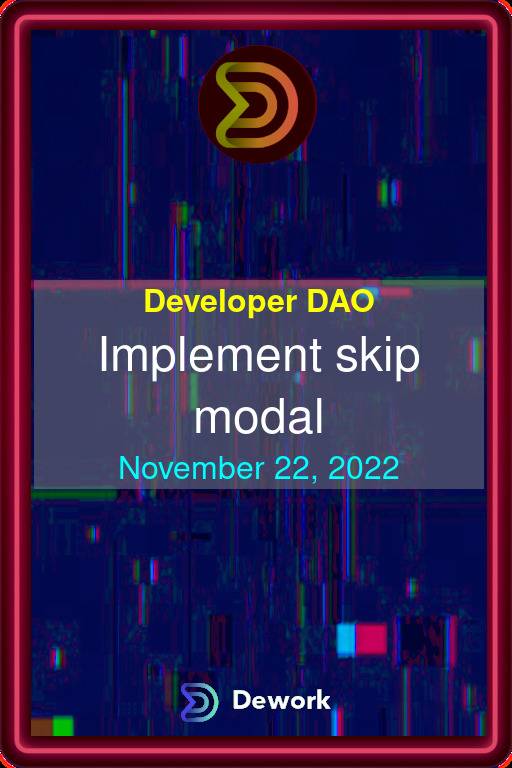 Developer DAO
Implement skip
modal
November 22, 2022
Dework